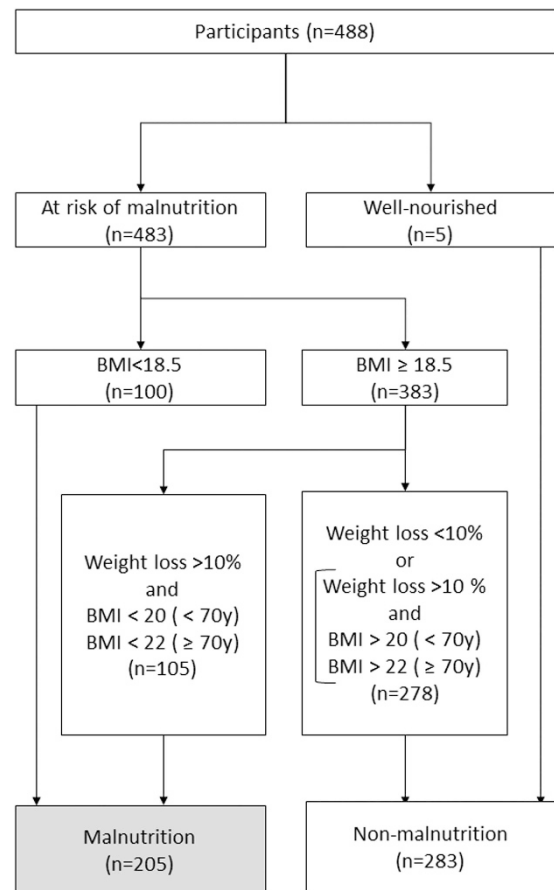 Participants (n=488)
At risk of malnutrition
(n=483)
Well-nourished
(n=5)
BMI<18.5
(n=100)
BMI ≥ 18.5
(n=383)
Weight loss >10%
and
BMI < 20 ( < 70y)
BMI < 22 ( ≥ 70y)
(n=105)
Weight loss <10%
or
Weight loss >10 %
and
BMI > 20 ( < 70y)
BMI > 22 ( ≥ 70y)
(n=278)
Malnutrition
(n=205)
Non-malnutrition
(n=283)